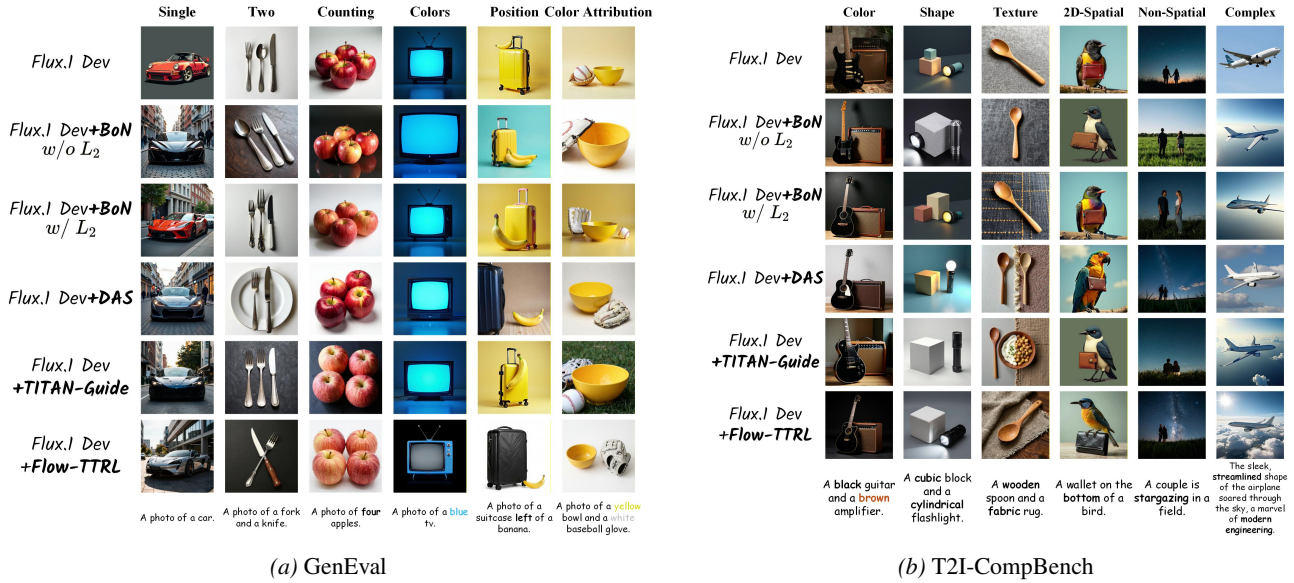 Single Two Counting Colors Position Color Attribution
Flux.1 Dev
Flux.1 Dev+BoN
w/o L2
Flux.1 Dev+BoN
w/ L2
Flux.1 Dev+DAS
Flux.1 Dev
+TITAN-Guide
Flux.1 Dev
+Flow-TTRL
A photo of a car.
A photo of a fork
and a knife.
A photo of four
apples.
A photo of a blue
tv.
A photo of a
suitcase left of a
banana.
A photo of a yellow
bowl and a white
baseball glove.
(a) GenEval
Color Shape Texture 2D-Spatial Non-Spatial Complex
Flux.1 Dev
Flux.1 Dev+BoN
w/o L2
Flux.1 Dev+BoN
w/ L2
Flux.1 Dev+DAS
Flux.1 Dev
+TITAN-Guide
Flux.1 Dev
+Flow-TTRL
A black guitar
and a brown
amplifier.
A cubic block
and a
cylindrical
flashlight.
A wooden
spoon and a
fabric rug.
A wallet on the
bottom of a
bird.
A couple is
stargazing in a
field.
The sleek,
streamlined shape
of the airplane
soared through
the sky, a marvel
of modern
engineering.
(b) T2I-CompBench